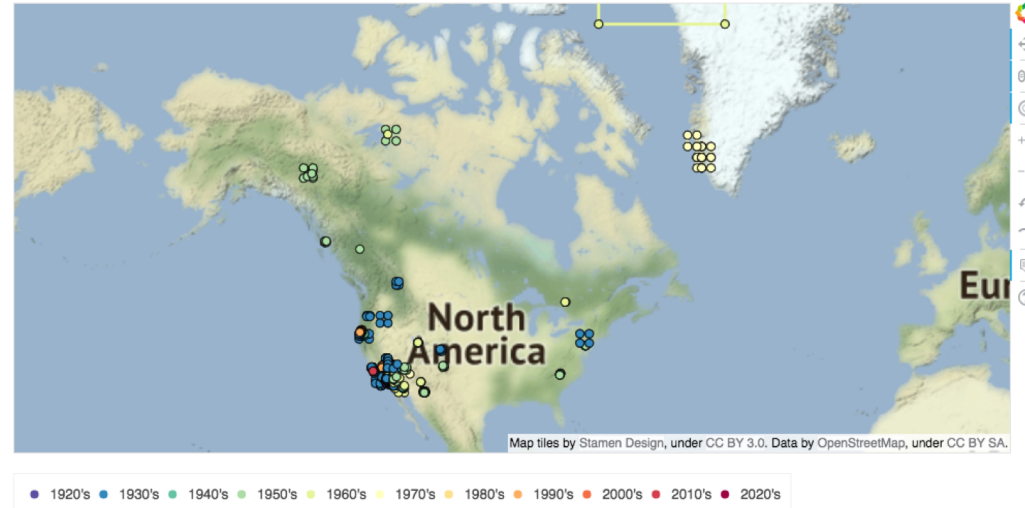 North
America
Eur
Map tiles by Stamen Design, under CC BY 3.0. Data by OpenStreetMap, under CC BY SA.
1920's 1930's 1940's 1950's 1960's 1970's 1980's 1990's 2000's 2010's 2020's